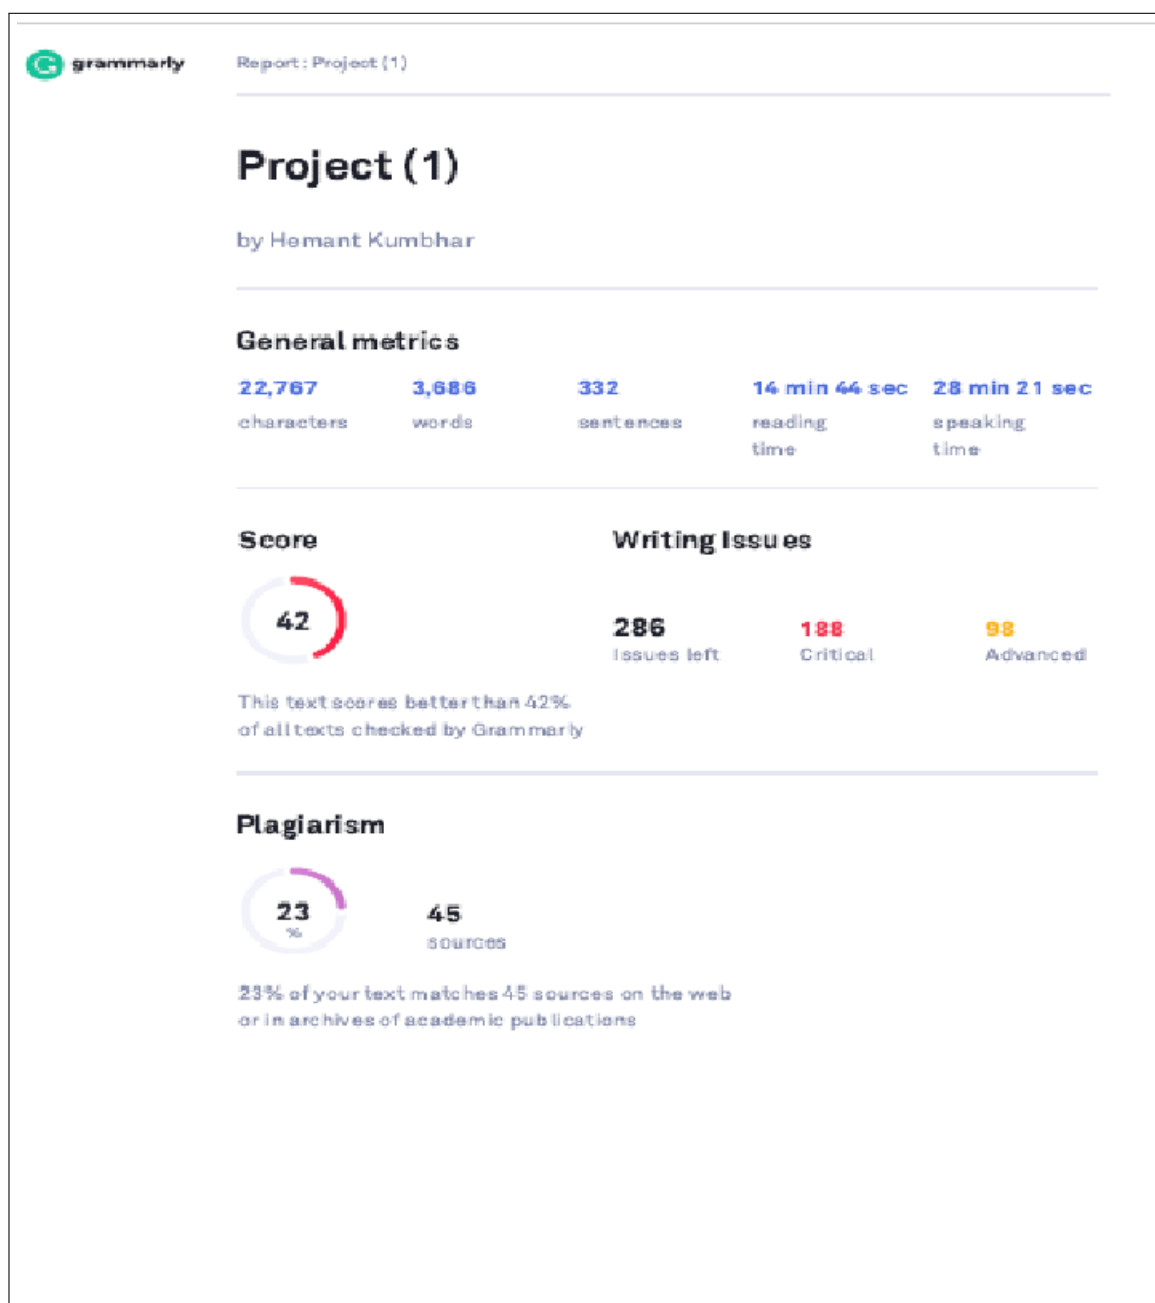 grammarly
Report: Project (1)
Project (1)
by Hemant Kumbhar
General metrics
22,767 3,686 332 14 min 44 sec 28 min 21 sec
characters words sentences reading time speaking time
Score Writing Issues
42
286 188 98
Issues left Critical Advanced
This text scores better than 42%
of all texts checked by Grammarly
Plagiarism
23
%
45
sources
23% of your text matches 45 sources on the web
or in archives of academic publications